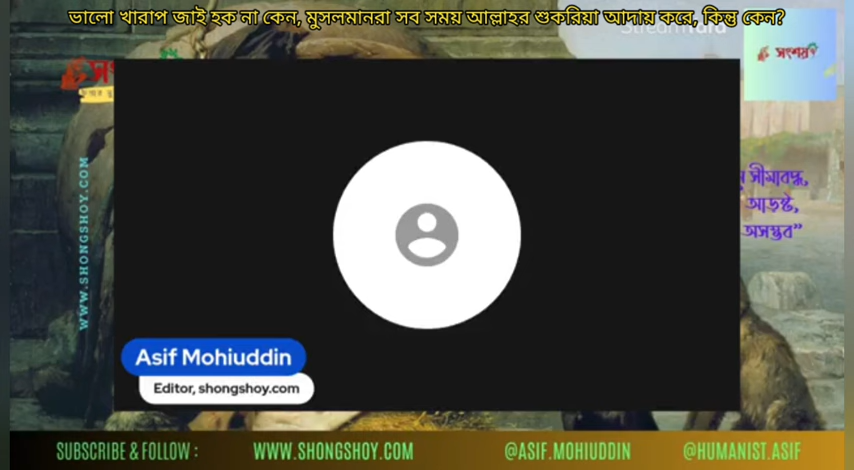 ভালো খারাপ জাই হক না কেন, মুসলমানরা সব সময় আল্লাহর শুকরিয়া আদায় করে, কিন্তু কেন?
StreamYard
সংশয়
WWW.SHONGSHOY.COM
সীমাবদ্ধ,
আড়ষ্ট,
অসম্ভব”
Asif Mohiuddin
Editor, shongshoy.com
SUBSCRIBE & FOLLOW : WWW.SHONGSHOY.COM @ASIF.MOHIUDDIN @HUMANIST.ASIF